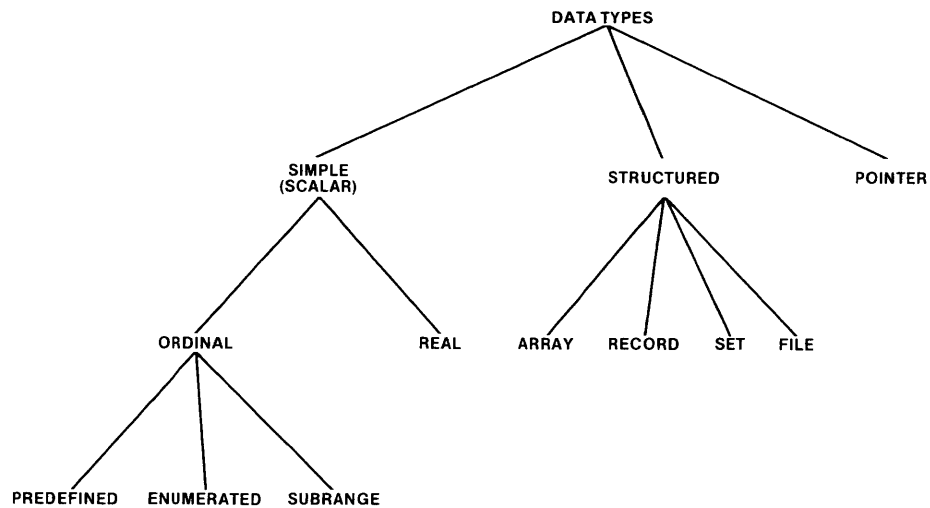 DATA TYPES
SIMPLE
(SCALAR)
STRUCTURED
POINTER
ORDINAL
REAL
ARRAY
RECORD
SET
FILE
PREDEFINED
ENUMERATED
SUBRANGE